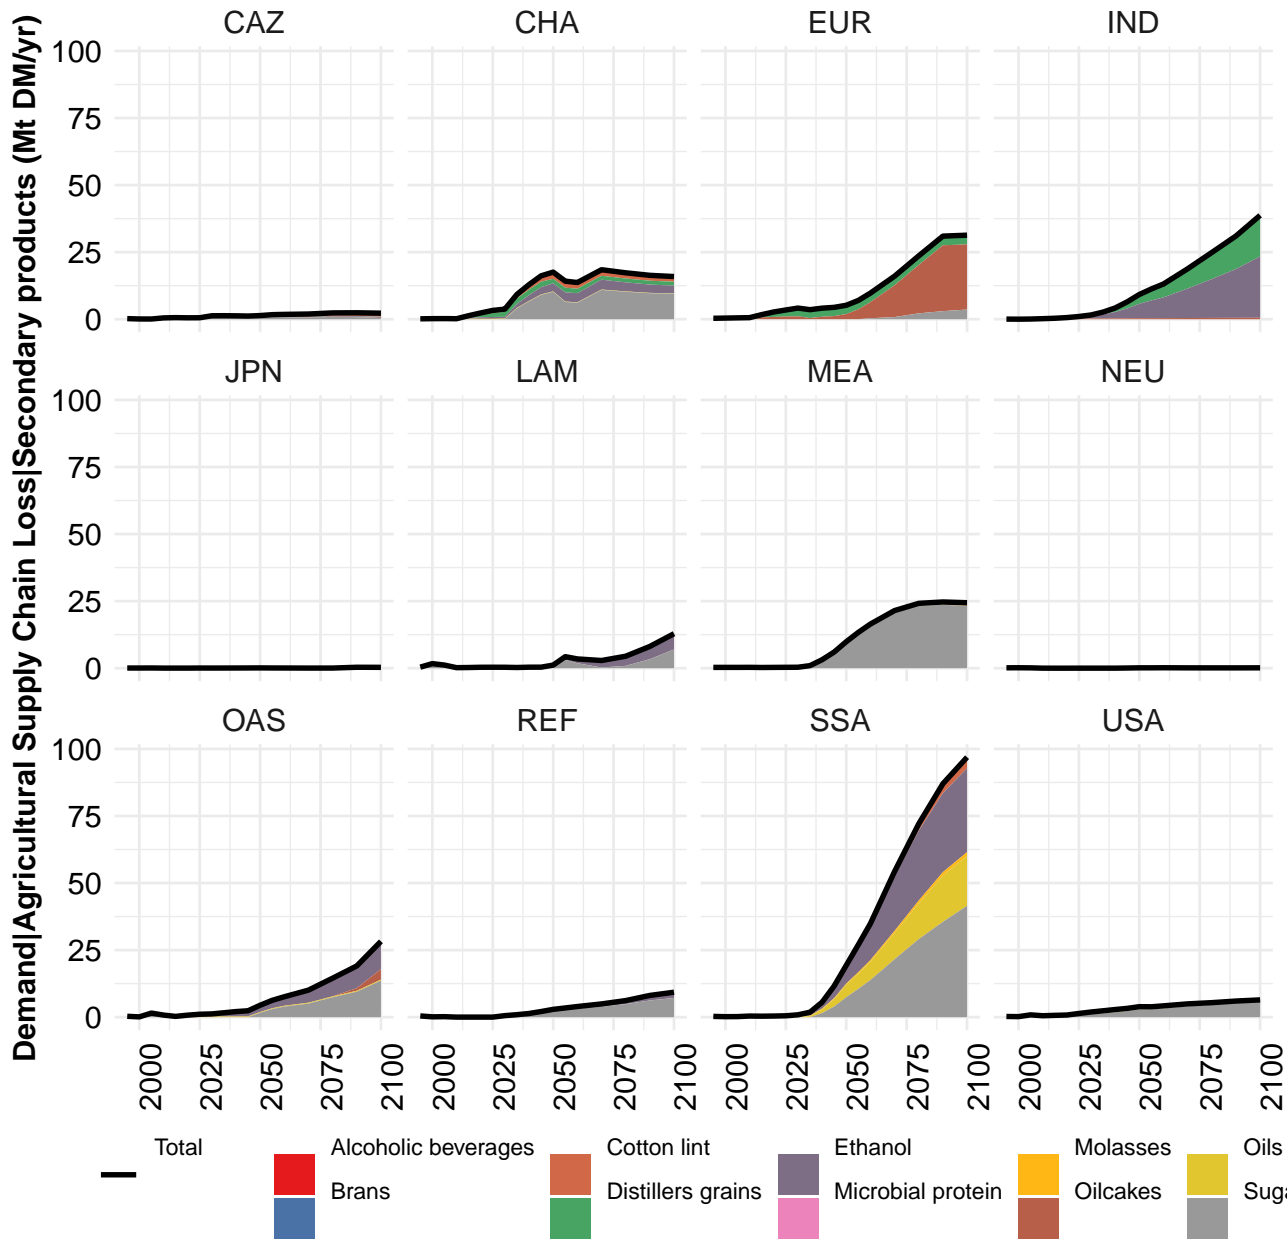 Demand|Agricultural Supply Chain Loss|Secondary products (Mt DM/yr)
CAZ CHA EUR IND
100
75
50
25
0
JPN LAM MEA NEU
100
75
50
25
0
OAS REF SSA USA
100
75
50
25
0
2000 2025 2050 2075 2100 2000 2025 2050 2075 2100 2000 2025 2050 2075 2100 2000 2025 2050 2075 2100
Total Alcoholic beverages Cotton lint Ethanol Molasses Oils
Brans Distillers grains Microbial protein Oilcakes Suga